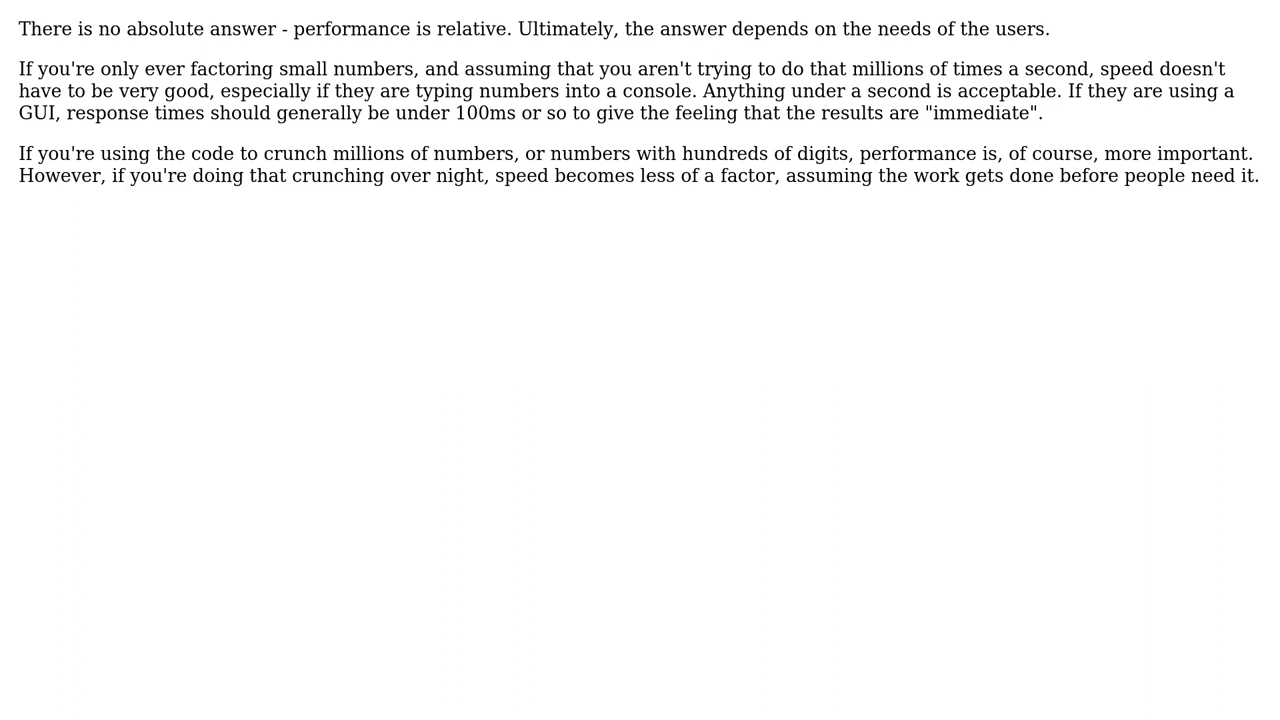 There is no absolute answer - performance is relative. Ultimately, the answer depends on the needs of the users.
If you're only ever factoring small numbers, and assuming that you aren't trying to do that millions of times a second, speed doesn't
have to be very good, especially if they are typing numbers into a console. Anything under a second is acceptable. If they are using a
GUI, response times should generally be under 100ms or so to give the feeling that the results are "immediate".
If you're using the code to crunch millions of numbers, or numbers with hundreds of digits, performance is, of course, more important.
However, if you're doing that crunching over night, speed becomes less of a factor, assuming the work gets done before people need it.